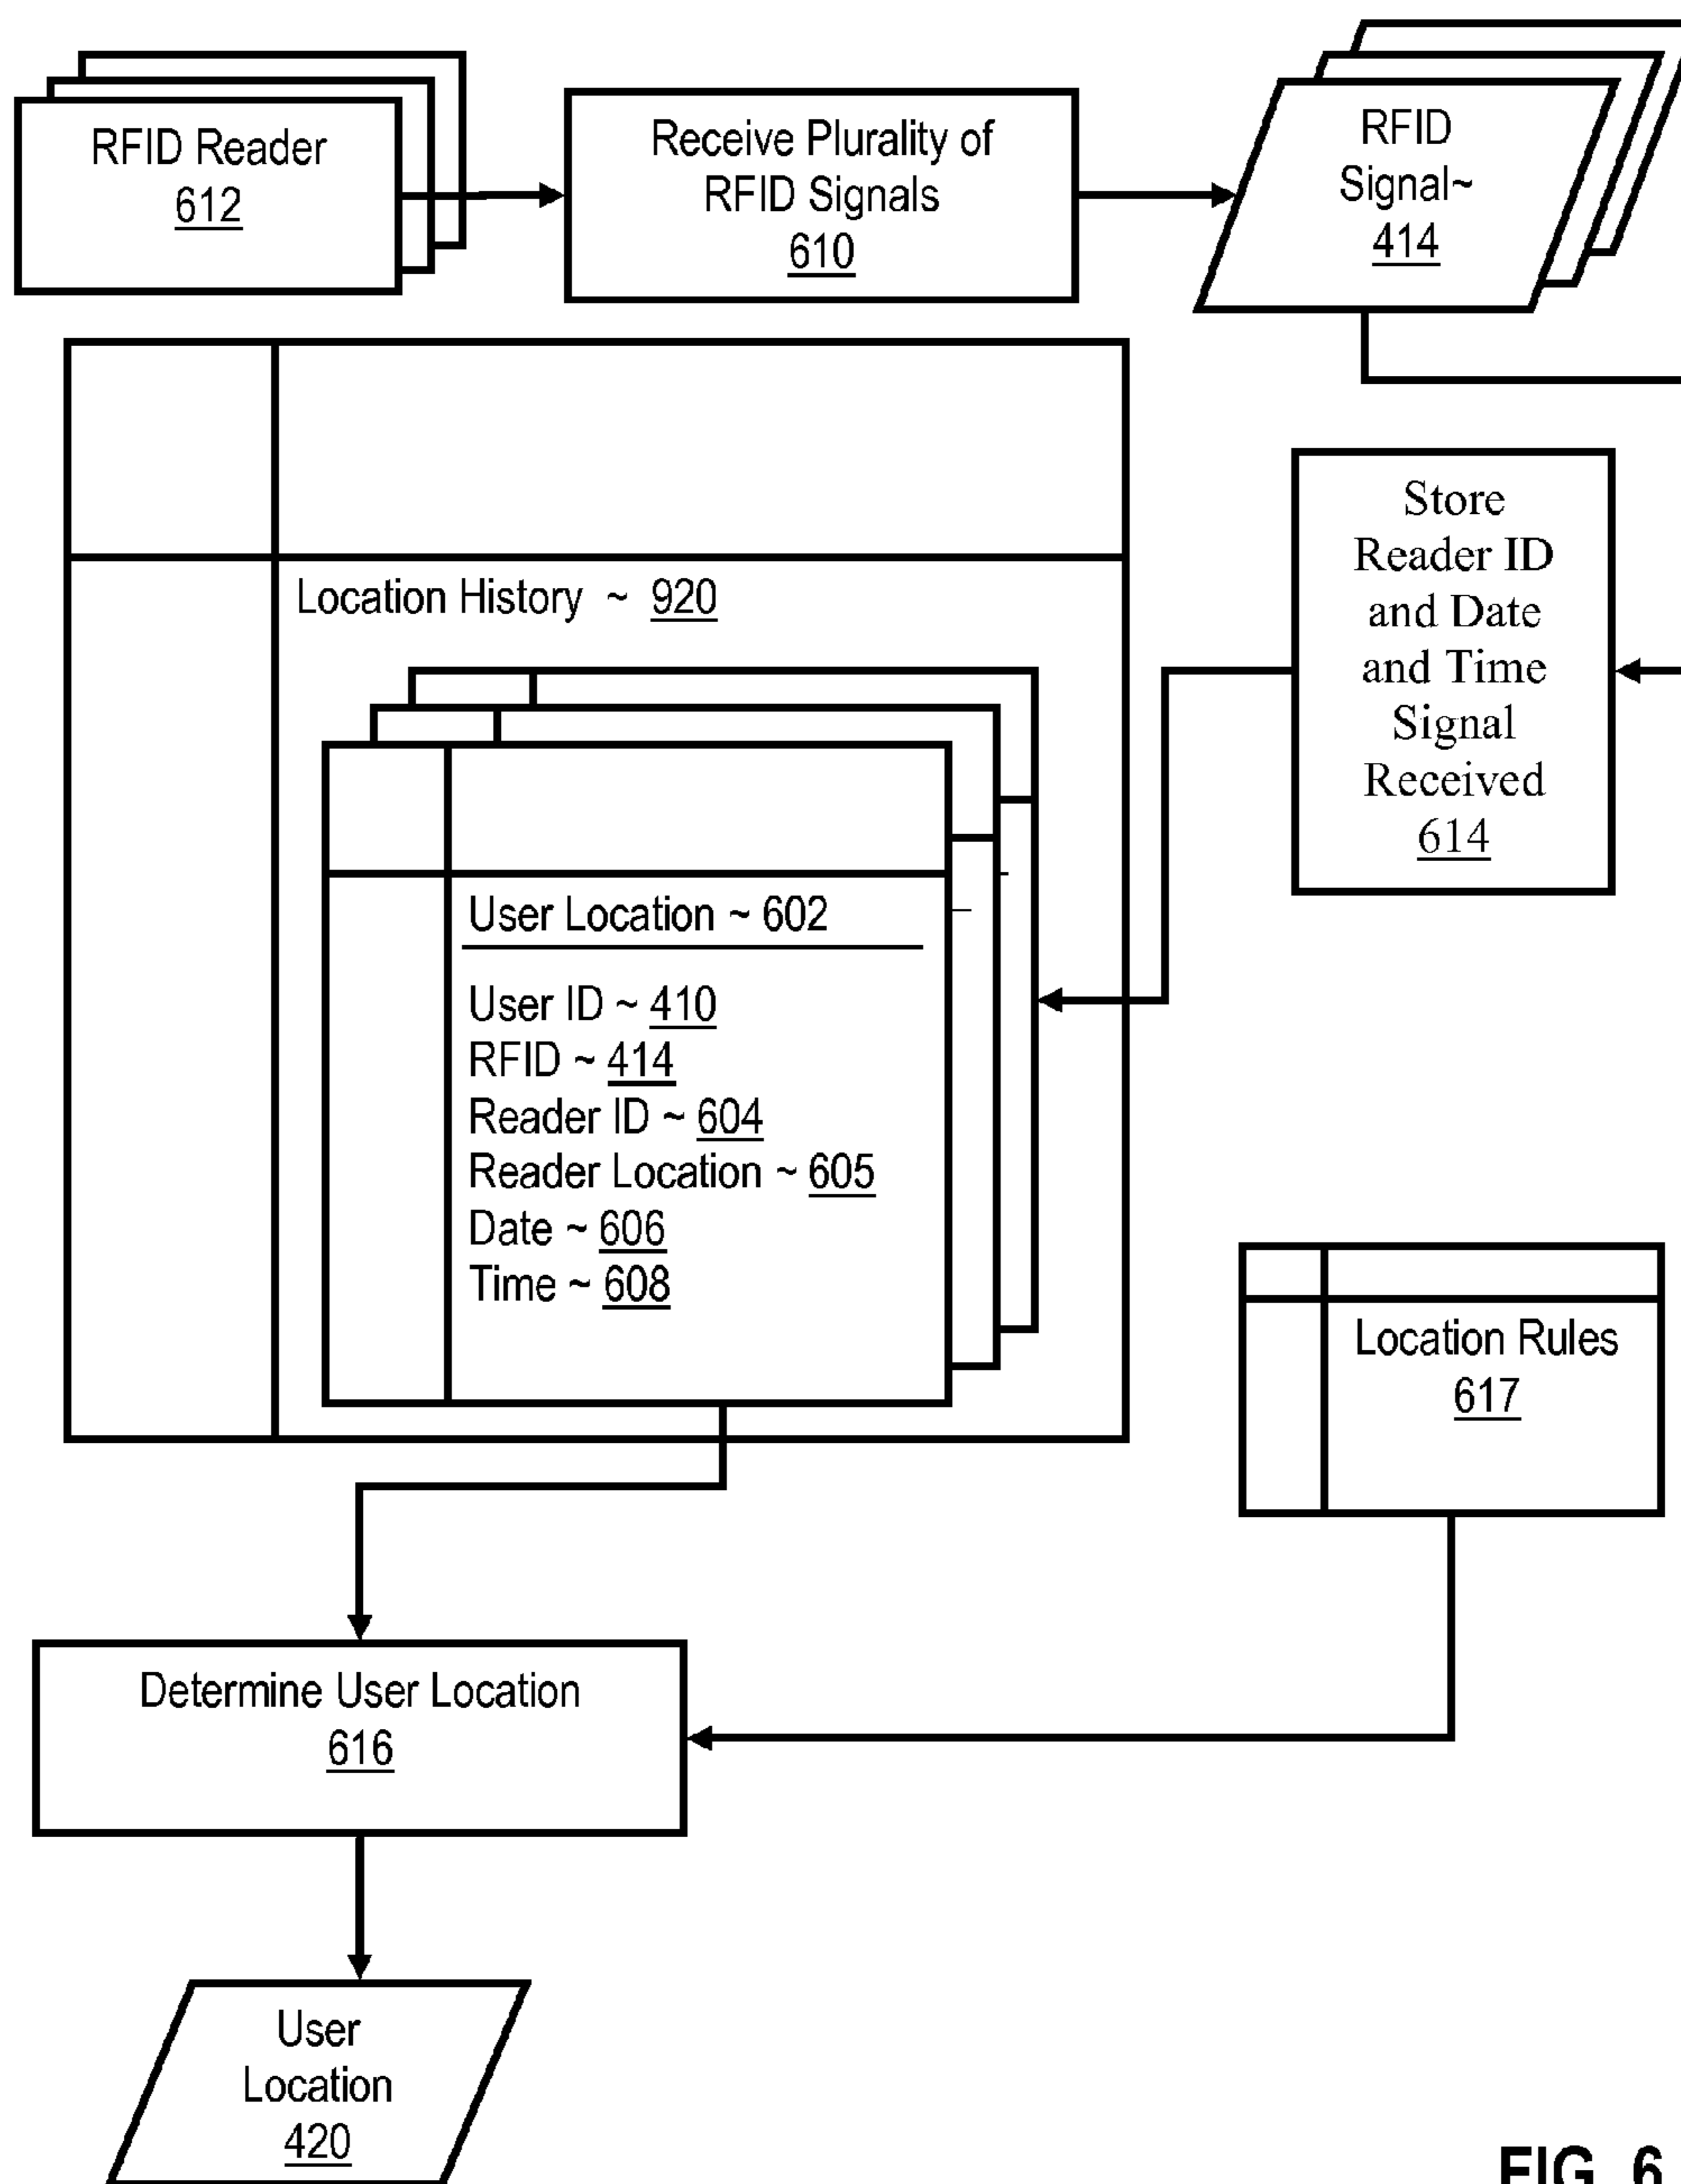 RFID Reader
612
Receive Plurality of
RFID Signals
610
RFID
Signal~
414
Store
Reader ID
and Date
and Time
Signal
Received
614
Location History ~ 920
User Location ~ 602
User ID ~ 410
RFID ~ 414
Reader ID ~ 604
Reader Location ~ 605
Date ~ 606
Time ~ 608
Location Rules
617
Determine User Location
616
User
Location
420
FIG. 6